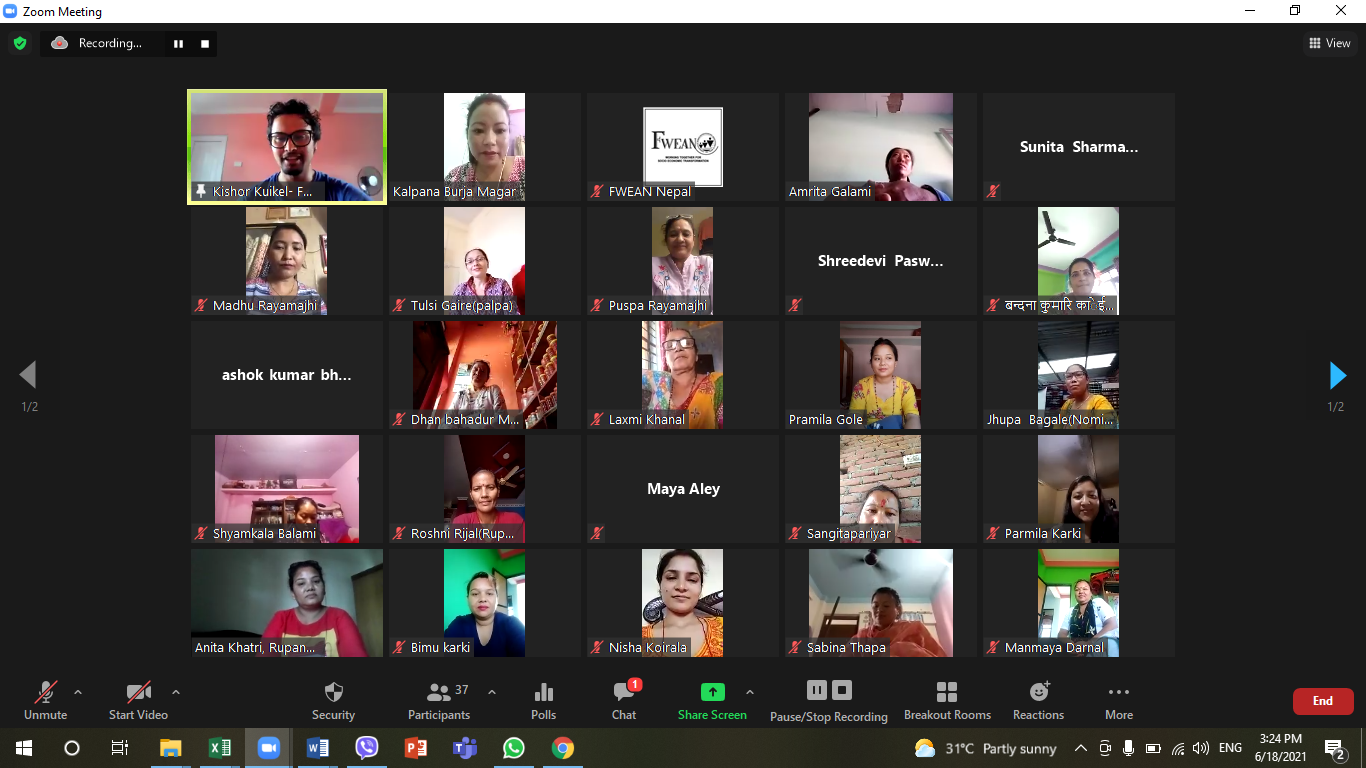 Zoom Meeting
Recording...
View
Kishor Kuikel- F...
Kalpana Burja Magar
FWEAN
WORKING TOGETHER FOR
SOCIO-ECONOMIC TRANSFORMATION
FWEAN Nepal
Amrita Galami
Sunita Sharma...
Madhu Rayamajhi
Tulsi Gaire(palpa)
Puspa Rayamajhi
Shreedevi Pasw...
बन्दना कुमारि काेई...
ashok kumar bh...
Dhan bahadur M...
Laxmi Khanal
Pramila Gole
Jhupa Bagale(Nomi...
Shyamkala Balami
Roshni Rijal(Rup...
Maya Aley
Sangitapariyar
Parmila Karki
Anita Khatri, Rupan...
Bimu karki
Nisha Koirala
Sabina Thapa
Manmaya Darnal
1/2
1/2
Unmute
Start Video
Security
37
Participants
Polls
1
Chat
Share Screen
Pause/Stop Recording
Breakout Rooms
Reactions
More
End
31°C Partly sunny
ENG
3:24 PM
6/18/2021
2